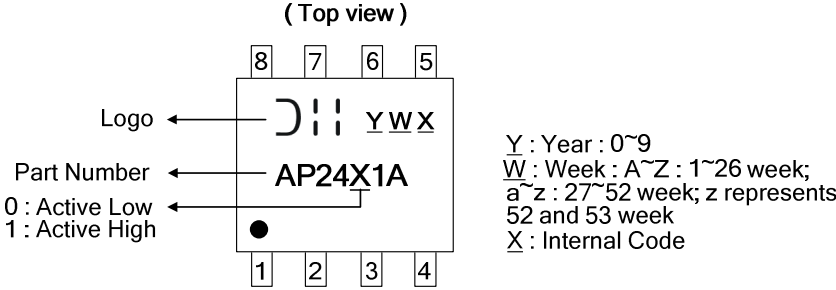 ( Top view )
8 7 6 5
Logo
Y W X
Part Number
AP24X1A
0 : Active Low
1 : Active High
1 2 3 4
Y : Year : 0~9
W : Week : A~Z : 1~26 week;
a~z : 27~52 week; z represents
52 and 53 week
X : Internal Code